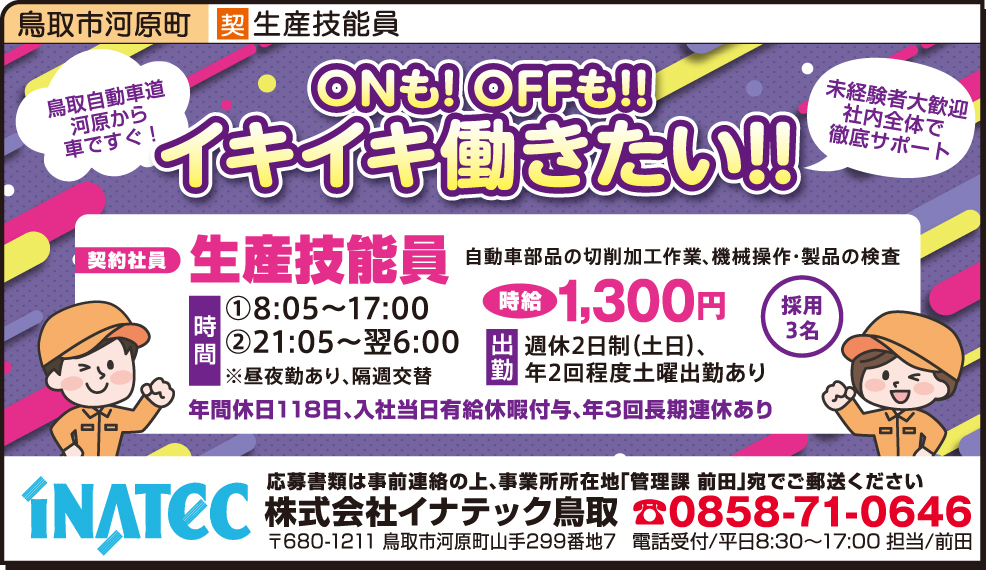 鳥取市河原町 契 生産技能員
鳥取自動車道
河原から
車ですぐ!
ONも! OFFも!!
イキイキ働きたい!!
未経験者大歓迎
社内全体で
徹底サポート
契約社員 生産技能員 自動車部品の切削加工作業、機械操作・製品の検査
時間
①8:05〜17:00
②21:05〜翌6:00
※昼夜勤あり、隔週交替
時給 1,300円
出勤
週休2日制(土日)、
年2回程度土曜出勤あり
採用
3名
年間休日118日、入社当日有給休暇付与、年3回長期連休あり
iNATEC
応募書類は事前連絡の上、事業所所在地「管理課 前田」宛でご郵送ください
株式会社イナテック鳥取 ☎0858-71-0646
〒680-1211 鳥取市河原町山手299番地7 電話受付/平日8:30〜17:00 担当/前田